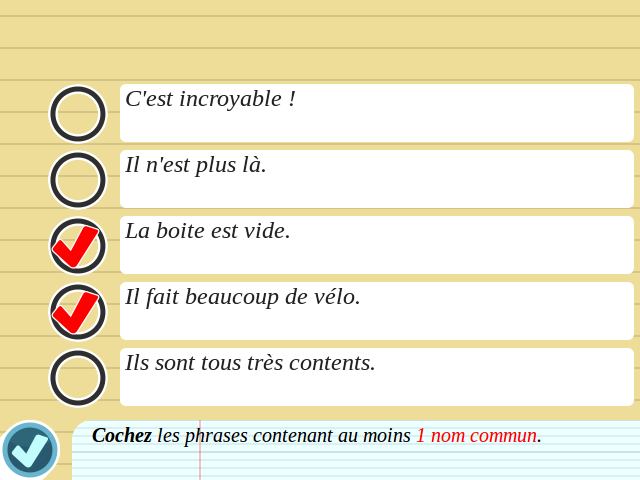 C'est incroyable !
Il n'est plus là.
La boite est vide.
Il fait beaucoup de vélo.
Ils sont tous très contents.
Cochez les phrases contenant au moins 1 nom commun.